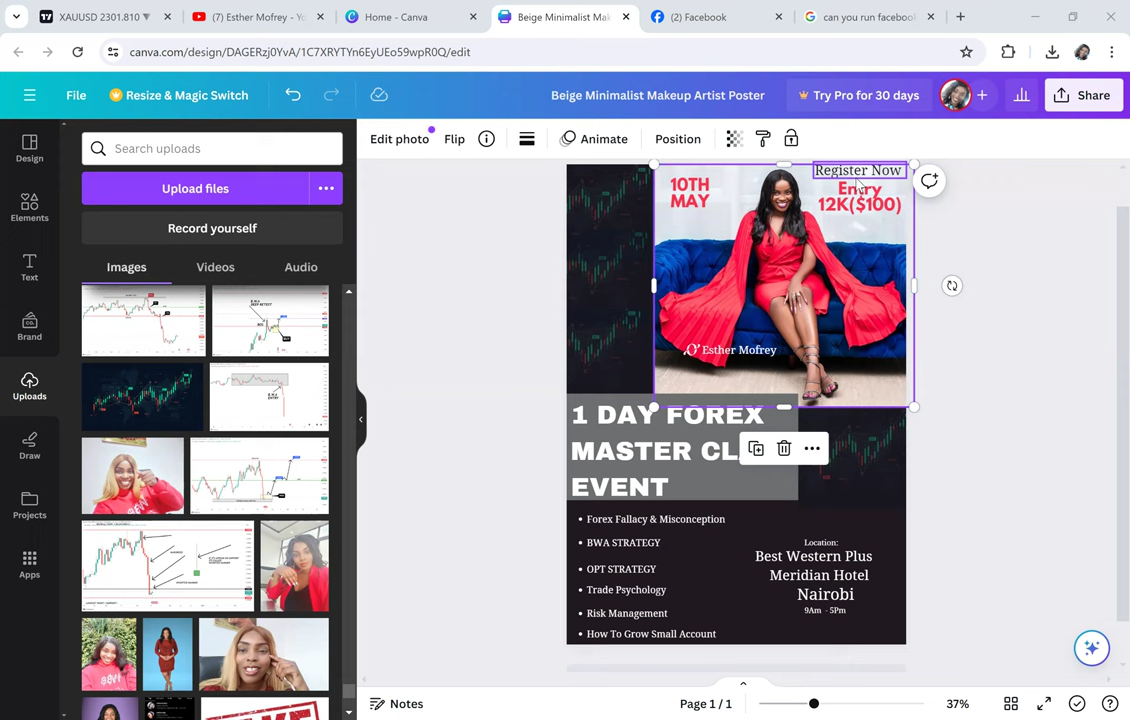 XAUUSD 2301.810
(7) Esther Mofrey - Yo
Home - Canva
Beige Minimalist Mak
(2) Facebook
can you run facebook
canva.com/design/DAGERzj0YvA/1C7XRYTYn6EyUEo59wpR0Q/edit
File
Resize & Magic Switch
Beige Minimalist Makeup Artist Poster
Try Pro for 30 days
Share
Design
Elements
Text
Brand
Uploads
Draw
Projects
Apps
Search uploads
Upload files
Record yourself
Images
Videos
Audio
Edit photo
Flip
Animate
Position
Register Now
10TH
MAY
Entry
12K($100)
Esther Mofrey
1 DAY FOREX
MASTER CL
EVENT
• Forex Fallacy & Misconception
• BWA STRATEGY
• OPT STRATEGY
• Trade Psychology
• Risk Management
• How To Grow Small Account
Location:
Best Western Plus
Meridian Hotel
Nairobi
9Am - 5Pm
Notes
Page 1 / 1
37%